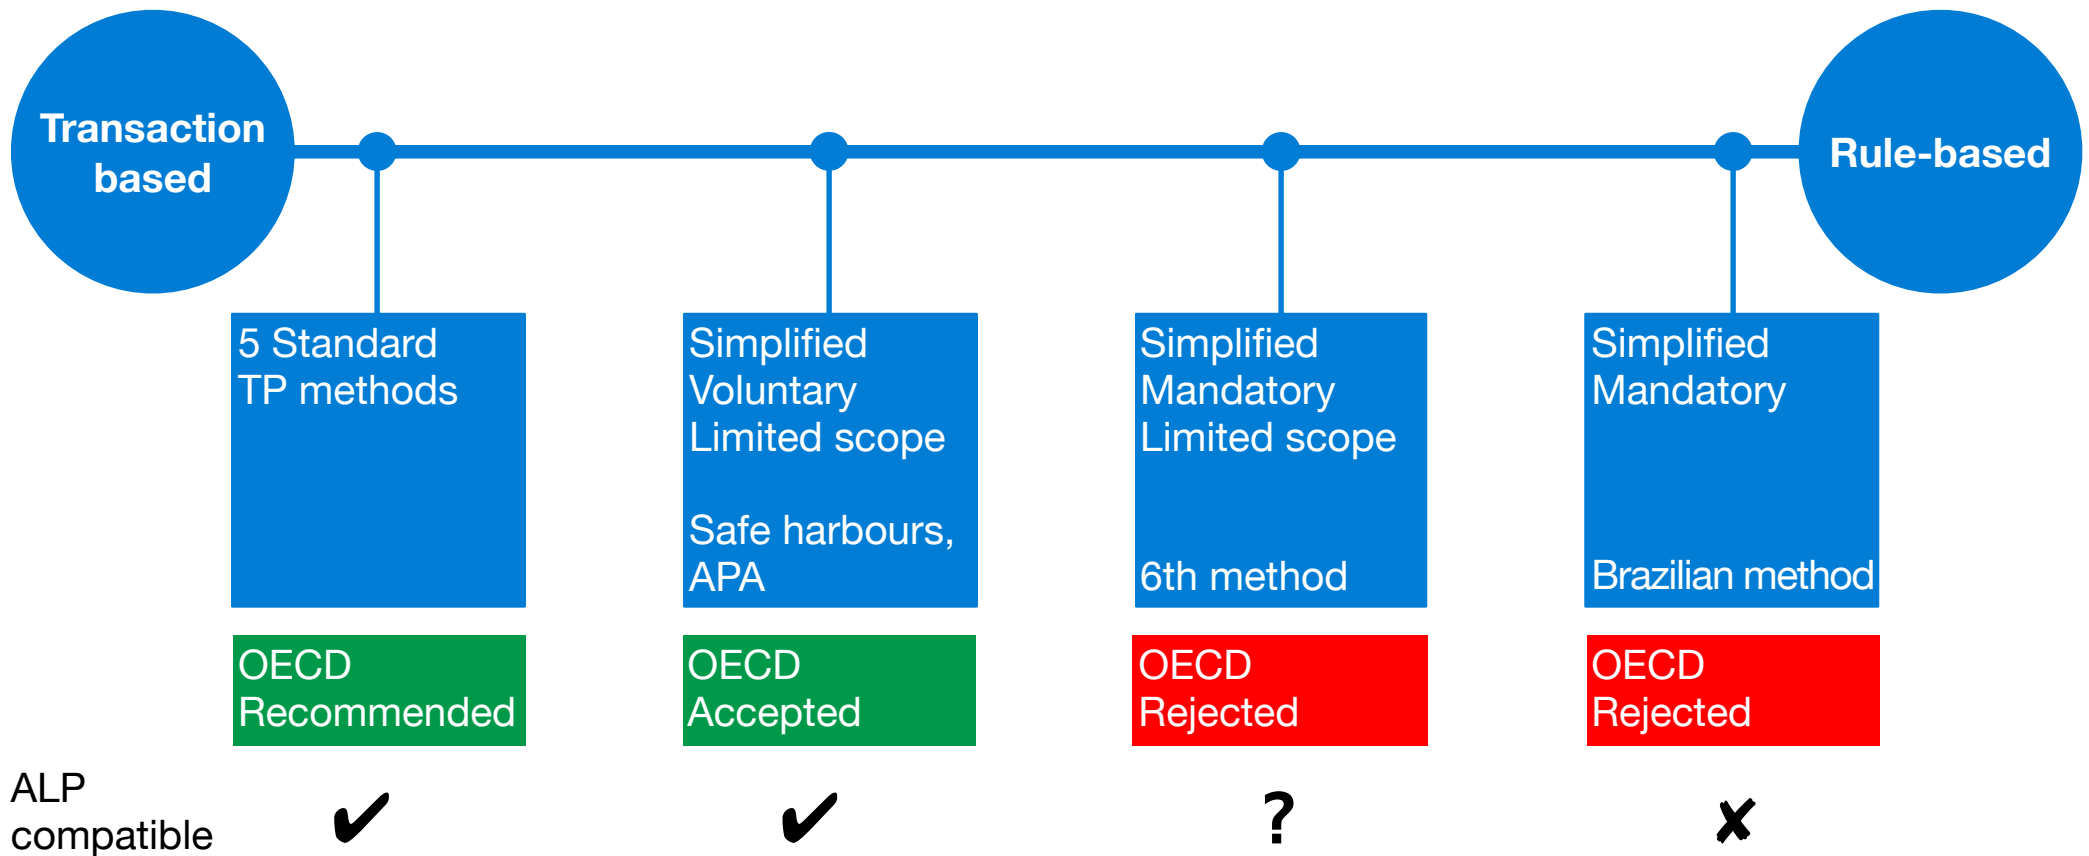 Transaction
based
Rule-based
5 Standard
TP methods
Simplified
Voluntary
Limited scope
Safe harbours,
APA
Simplified
Mandatory
Limited scope
6th method
Simplified
Mandatory
Brazilian method
OECD
Recommended
OECD
Accepted
OECD
Rejected
OECD
Rejected
ALP
compatible
✔ ✔ ? ✘